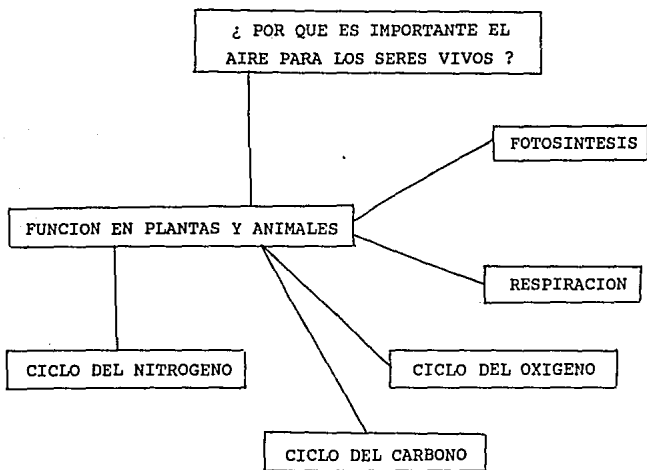 ¿ POR QUE ES IMPORTANTE EL
AIRE PARA LOS SERES VIVOS ?
FOTOSINTESIS
FUNCION EN PLANTAS Y ANIMALES
RESPIRACION
CICLO DEL NITROGENO
CICLO DEL OXIGENO
CICLO DEL CARBONO